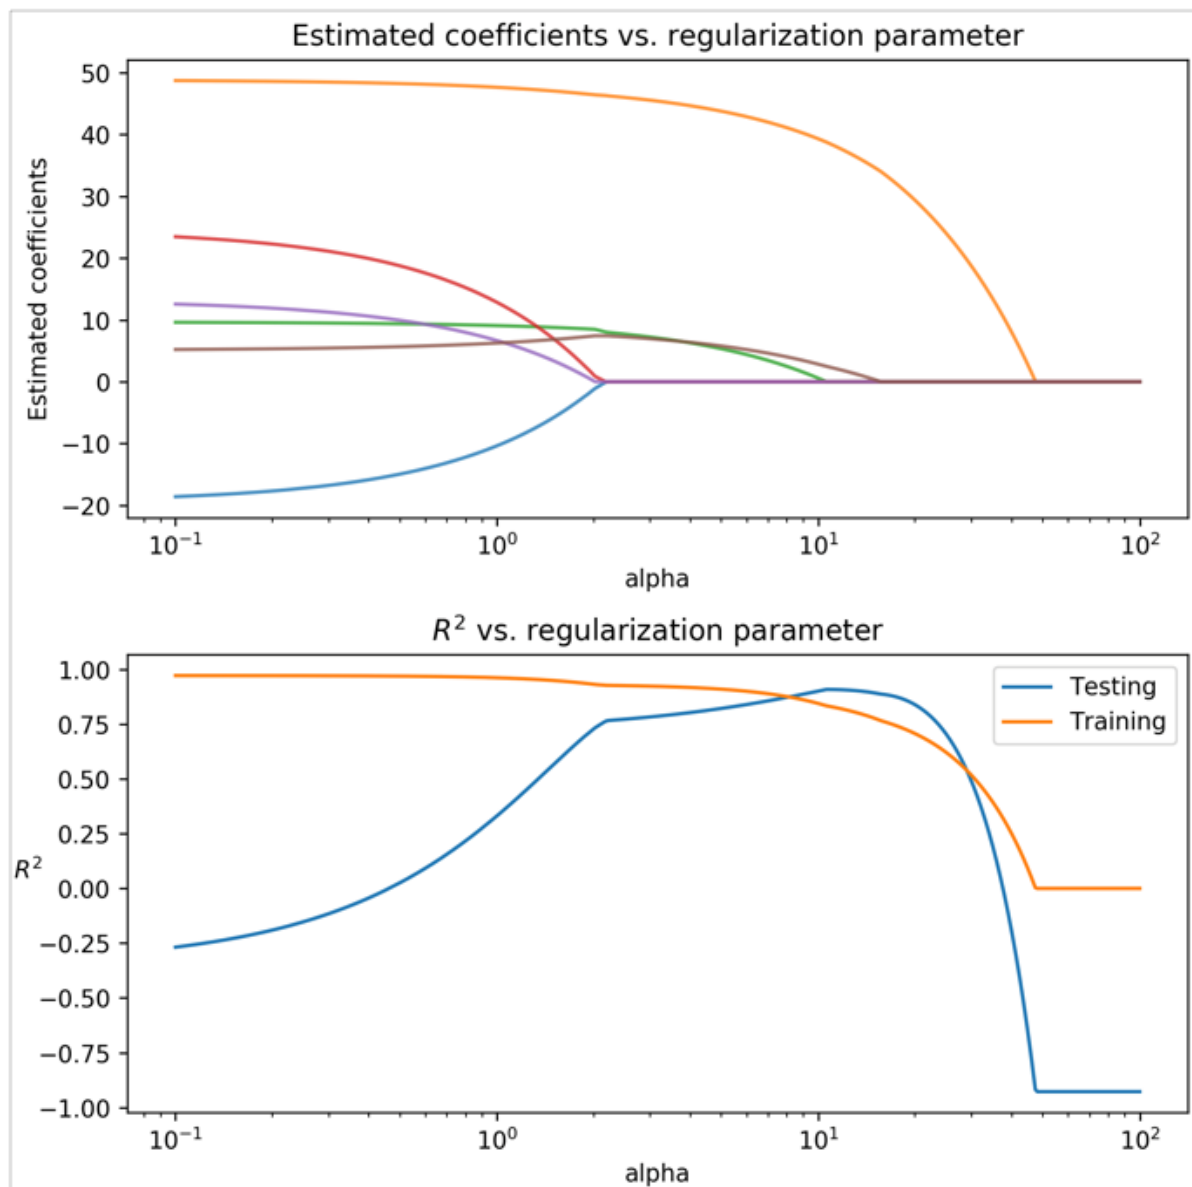 Estimated coefficients vs. regularization parameter
Estimated coefficients
50
40
30
20
10
0
−10
−20
10⁻¹ 10⁰ 10¹ 10²
alpha
R² vs. regularization parameter
R²
1.00
0.75
0.50
0.25
0.00
−0.25
−0.50
−0.75
−1.00
Testing
Training
10⁻¹ 10⁰ 10¹ 10²
alpha